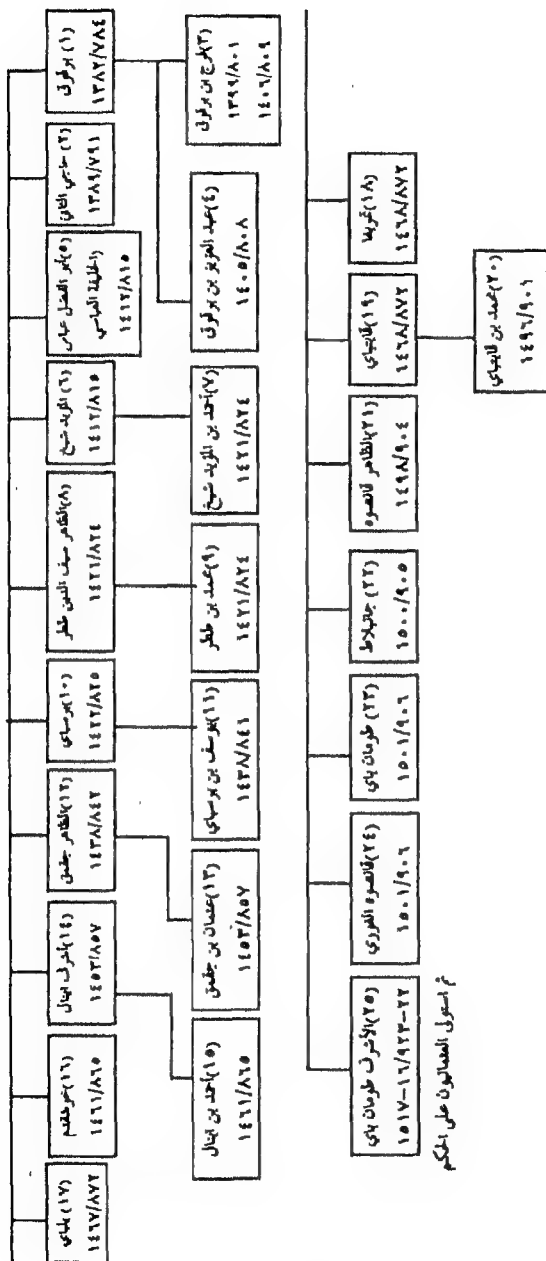 (١) برقوق
١٣٨٢/٧٨٤
(٢) حاجي الثاني
١٣٨٩/٧٩١
(٣) فرج بن برقوق
١٣٩٩/٨٠١
١٤٠٦/٨٠٩
(٤) عبد العزيز بن برقوق
١٤٠٥/٨٠٨
(٥) أبو الفضل عباس
والخليفة العباسي
١٤١٢/٨١٥
(٦) المؤيد شيخ
١٤١٢/٨١٥
(٧) أحمد بن المؤيد شيخ
١٤٢١/٨٢٤
(٨) الظاهر سيف الدين ططر
١٤٢١/٨٢٤
(٩) محمد بن ططر
١٤٢١/٨٢٤
(١٠) برسباي
١٤٢٢/٨٢٥
(١١) يوسف بن برسباي
١٤٣٨/٨٤١
(١٢) الظاهر جقمق
١٤٣٨/٨٤٢
(١٣) عثمان بن جقمق
١٤٥٣/٨٥٧
(١٤) أشرف اينال
١٤٥٣/٨٥٧
(١٥) أحمد بن اينال
١٤٦١/٨٦٥
(١٦) خوشقدم
١٤٦١/٨٦٥
(١٧) يلباي
١٤٦٧/٨٧٢
(١٨) تمربغا
١٤٦٨/٨٧٢
(١٩) قايتباي
١٤٦٨/٨٧٢
(٢٠) محمد بن قايتباي
١٤٩٦/٩٠١
(٢١) الظاهر قانصوه
١٤٩٨/٩٠٤
(٢٢) جانبلاط
١٥٠٠/٩٠٥
(٢٣) طومان باي
١٥٠١/٩٠٦
(٢٤) قانصوه الغوري
١٥٠١/٩٠٦
(٢٥) الأشرف طومان باي
١٥١٧-١٦/٩٢٣-٢٢
ثم استولى العثمانيون على الحكم